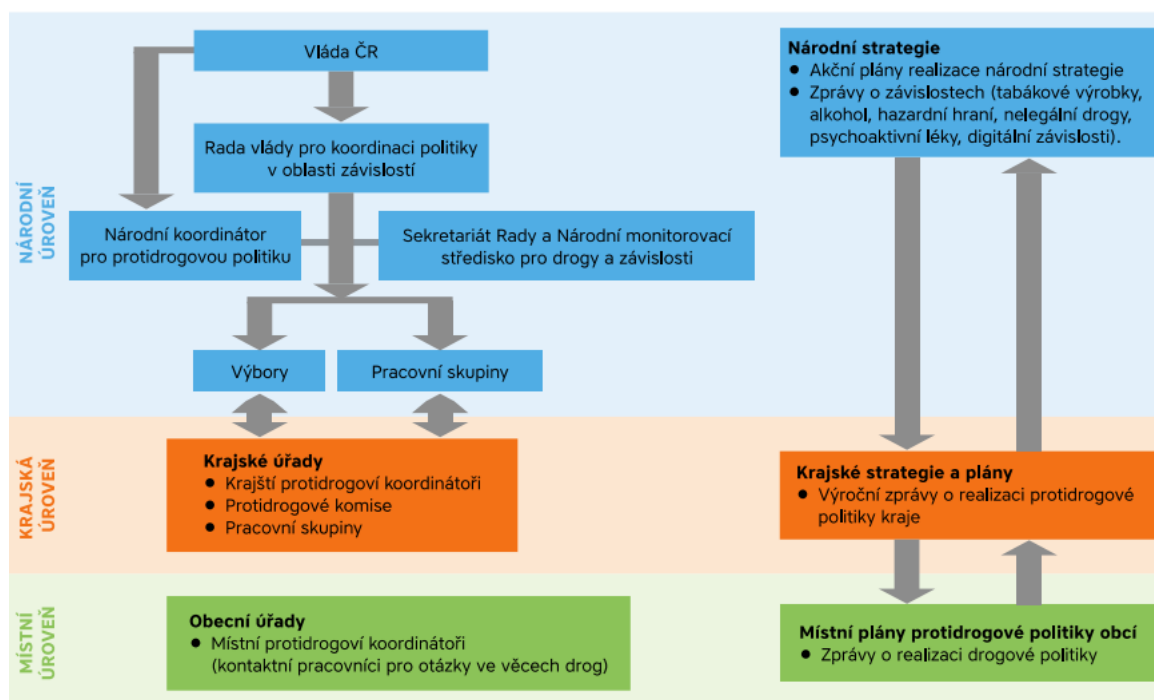 NÁRODNÍ
ÚROVEŇ
Vláda ČR
Rada vlády pro koordinaci politiky
v oblasti závislostí
Národní koordinátor
pro protidrogovou politiku
Sekretariát Rady a Národní monitorovací
středisko pro drogy a závislosti
Výbory
Pracovní skupiny
Národní strategie
● Akční plány realizace národní strategie
● Zprávy o závislostech (tabákové výrobky,
alkohol, hazardní hraní, nelegální drogy,
psychoaktivní léky, digitální závislosti).
KRAJSKÁ
ÚROVEŇ
Krajské úřady
● Krajští protidrogoví koordinátoři
● Protidrogové komise
● Pracovní skupiny
Krajské strategie a plány
● Výroční zprávy o realizaci protidrogové
politiky kraje
MÍSTNÍ
ÚROVEŇ
Obecní úřady
● Místní protidrogoví koordinátoři
(kontaktní pracovníci pro otázky ve věcech drog)
Místní plány protidrogové politiky obcí
● Zprávy o realizaci drogové politiky